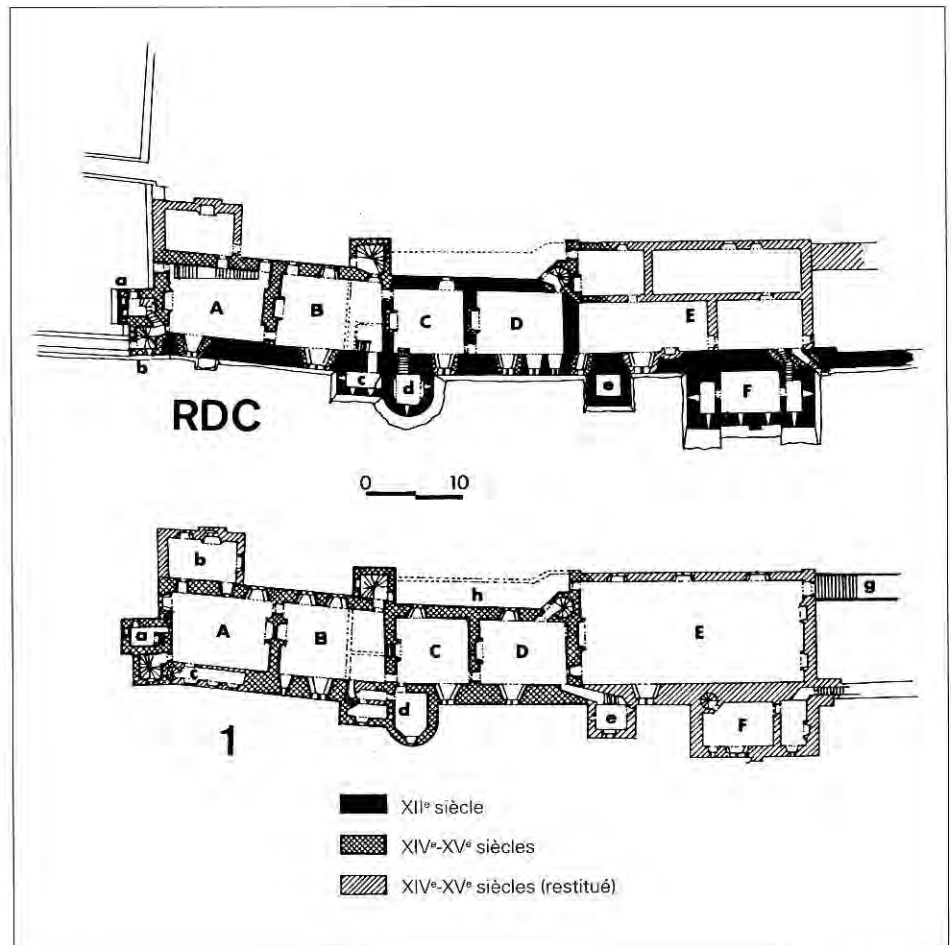 a
A
B
C
D
E
b
c
d
e
F
RDC
0 10
b
h
g
A
B
C
D
E
a
c
d
e
F
1
XIIᵉ siècle
XIVᵉ-XVᵉ siècles
XIVᵉ-XVᵉ siècles (restitué)